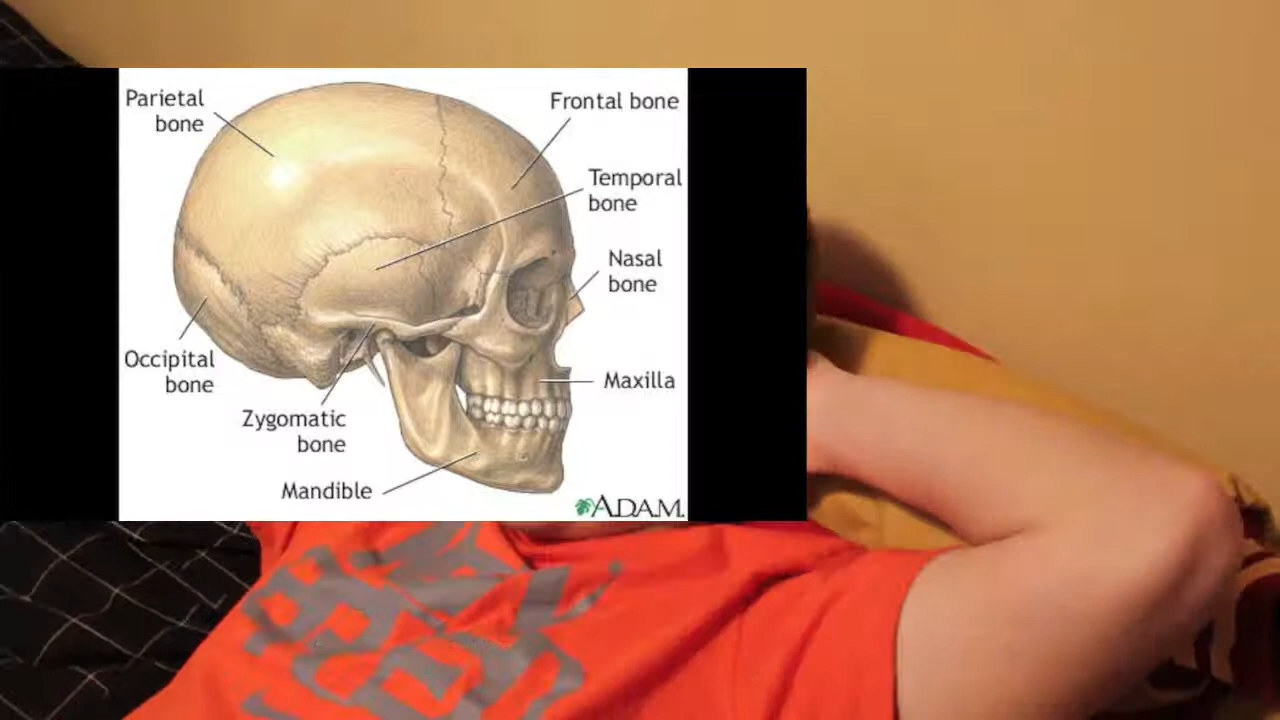 Parietal
bone
Frontal bone
Temporal
bone
Nasal
bone
Occipital
bone
Maxilla
Zygomatic
bone
Mandible
A.D.A.M.